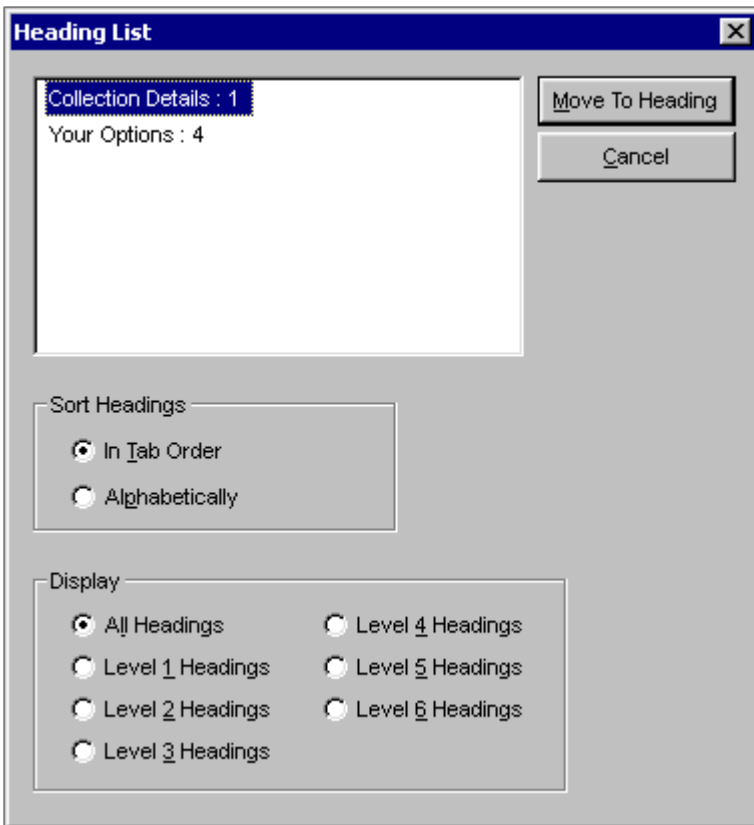 Heading List
Collection Details : 1
Your Options : 4
Move To Heading
Cancel
Sort Headings
In Tab Order
Alphabetically
Display
All Headings
Level 1 Headings
Level 2 Headings
Level 3 Headings
Level 4 Headings
Level 5 Headings
Level 6 Headings